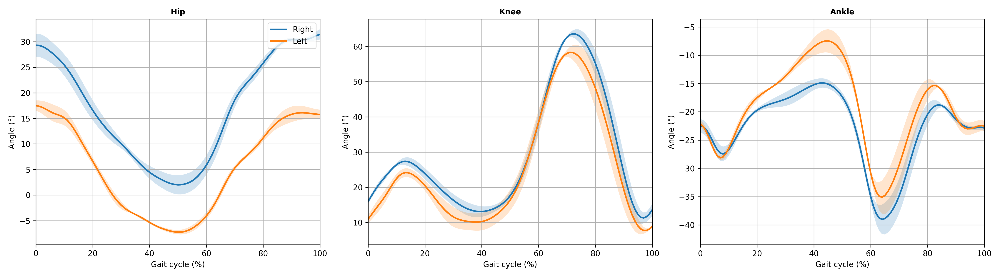 Hip
Right
Left
30
25
20
15
10
5
0
−5
Angle (°)
0 20 40 60 80 100
Gait cycle (%)
Knee
60
50
40
30
20
10
Angle (°)
0 20 40 60 80 100
Gait cycle (%)
Ankle
−5
−10
−15
−20
−25
−30
−35
−40
Angle (°)
0 20 40 60 80 100
Gait cycle (%)